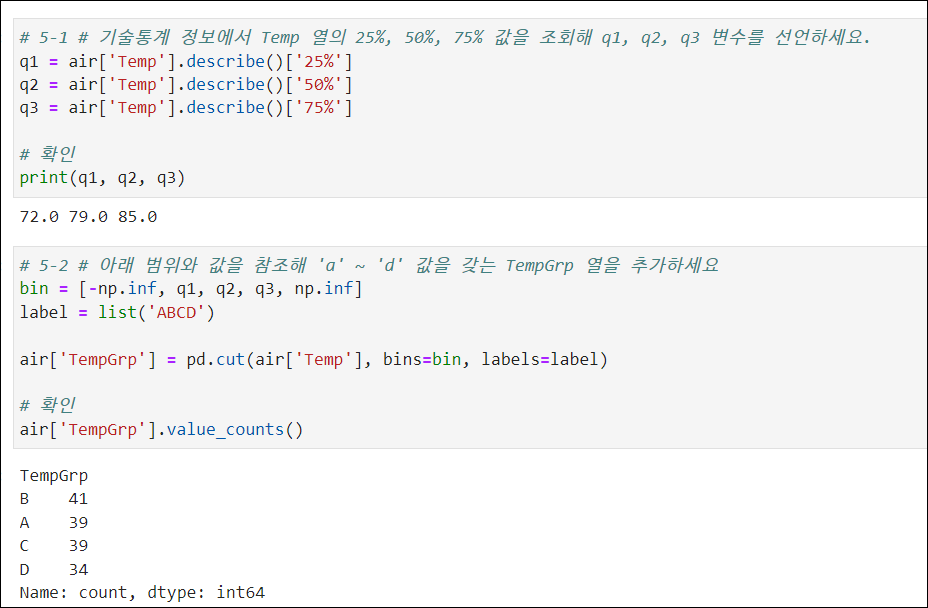 # 5-1 # 기술통계 정보에서 Temp 열의 25%, 50%, 75% 값을 조회해 q1, q2, q3 변수를 선언하세요.
q1 = air['Temp'].describe()['25%']
q2 = air['Temp'].describe()['50%']
q3 = air['Temp'].describe()['75%']
# 확인
print(q1, q2, q3)
72.0 79.0 85.0
# 5-2 # 아래 범위와 값을 참조해 'a' ~ 'd' 값을 갖는 TempGrp 열을 추가하세요
bin = [-np.inf, q1, q2, q3, np.inf]
label = list('ABCD')
air['TempGrp'] = pd.cut(air['Temp'], bins=bin, labels=label)
# 확인
air['TempGrp'].value_counts()
TempGrp
B    41
A    39
C    39
D    34
Name: count, dtype: int64